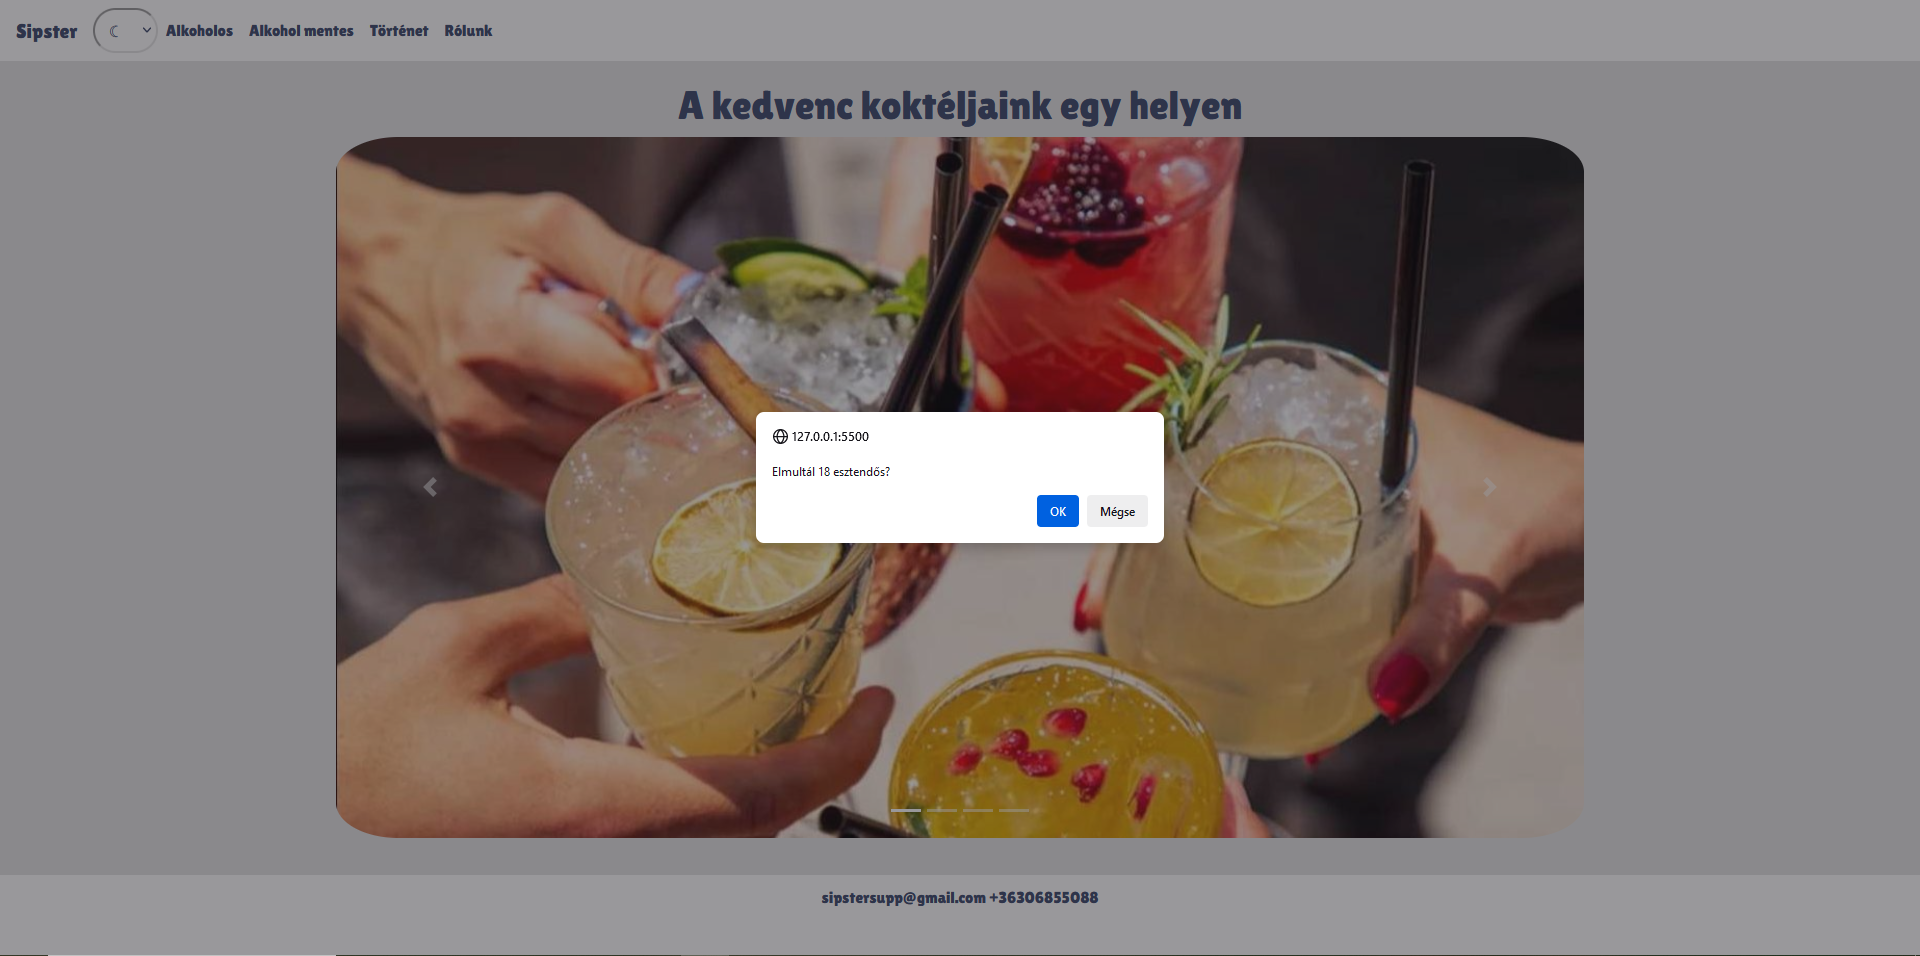 Sipster ☾ Alkoholos Alkohol mentes Történet Rólunk
A kedvenc koktéljaink egy helyen
127.0.0.1:5500
Elmultál 18 esztendős?
OK Mégse
sipstersupp@gmail.com +36306855088